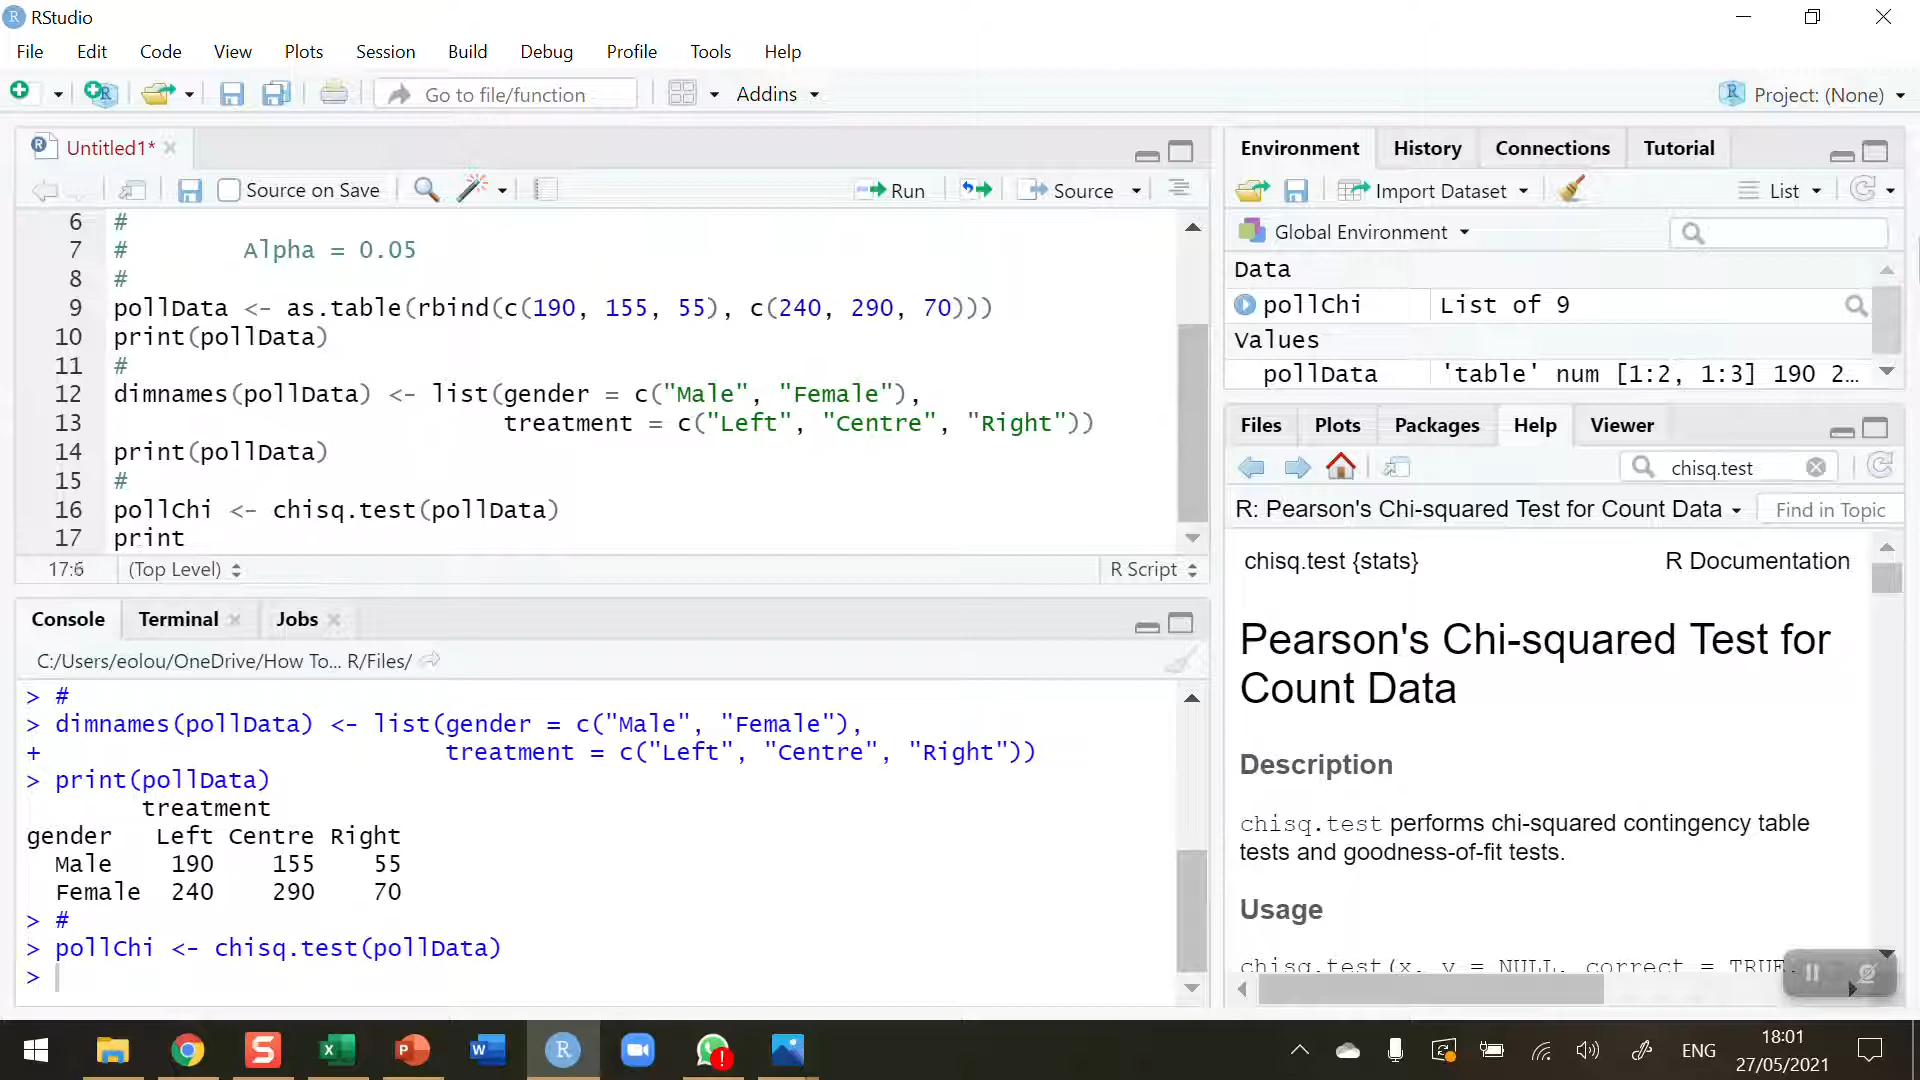 RStudio
File Edit Code View Plots Session Build Debug Profile Tools Help
Go to file/function Addins Project: (None)
Untitled1*
Source on Save Run Source
6 #
7 #        Alpha = 0.05
8 #
9 pollData <- as.table(rbind(c(190, 155, 55), c(240, 290, 70)))
10 print(pollData)
11 #
12 dimnames(pollData) <- list(gender = c("Male", "Female"),
13                            treatment = c("Left", "Centre", "Right"))
14 print(pollData)
15 #
16 pollChi <- chisq.test(pollData)
17 print
17:6 (Top Level) R Script
Console Terminal Jobs
C:/Users/eolou/OneDrive/How To... R/Files/
> #
> dimnames(pollData) <- list(gender = c("Male", "Female"),
+                            treatment = c("Left", "Centre", "Right"))
> print(pollData)
        treatment
gender   Left Centre Right
  Male    190    155    55
  Female  240    290    70
> #
> pollChi <- chisq.test(pollData)
>
Environment History Connections Tutorial
Import Dataset List
Global Environment
Data
pollChi List of 9
Values
pollData 'table' num [1:2, 1:3] 190 2...
Files Plots Packages Help Viewer
chisq.test
R: Pearson's Chi-squared Test for Count Data Find in Topic
chisq.test {stats} R Documentation
Pearson's Chi-squared Test for
Count Data
Description
chisq.test performs chi-squared contingency table
tests and goodness-of-fit tests.
Usage
chisq.test(x, y = NULL, correct = TRUE,
ENG
18:01
27/05/2021